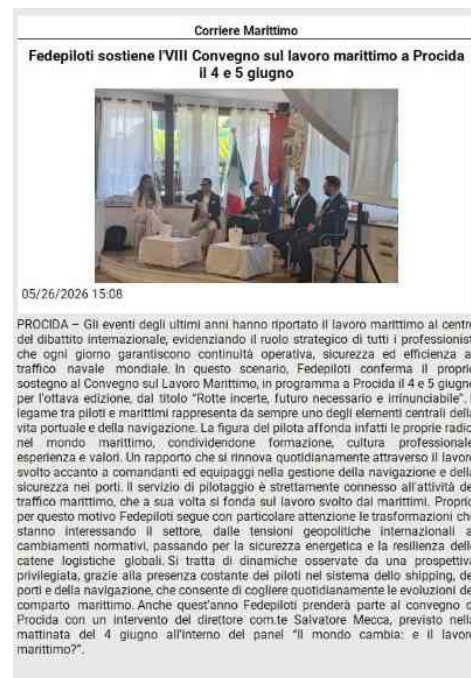 Corriere Marittimo
Fedepiloti sostiene l'VIII Convegno sul lavoro marittimo a Procida
il 4 e 5 giugno
05/26/2026 15:08
PROCIDA – Gli eventi degli ultimi anni hanno riportato il lavoro marittimo al centro
del dibattito internazionale, evidenziando il ruolo strategico di tutti i professionist
che ogni giorno garantiscono continuità operativa, sicurezza ed efficienza a
traffico navale mondiale. In questo scenario, Fedepiloti conferma il proprio
sostegno al Convegno sul Lavoro Marittimo, in programma a Procida il 4 e 5 giugno
per l'ottava edizione, dal titolo “Rotte incerte, futuro necessario e irrinunciabile”.
legame tra piloti e marittimi rappresenta da sempre uno degli elementi centrali della
vita portuale e della navigazione. La figura del pilota affonda infatti le proprie radic
nel mondo marittimo, condividendone formazione, cultura professionale
esperienza e valori. Un rapporto che si rinnova quotidianamente attraverso il lavoro
svolto accanto a comandanti ed equipaggi nella gestione della navigazione e della
sicurezza nei porti. Il servizio di pilotaggio è strettamente connesso all'attività de
traffico marittimo, che a sua volta si fonda sul lavoro svolto dai marittimi. Proprio
per questo motivo Fedepiloti segue con particolare attenzione le trasformazioni che
stanno interessando il settore, dalle tensioni geopolitiche internazionali a
cambiamenti normativi, passando per la sicurezza energetica e la resilienza delle
catene logistiche globali. Si tratta di dinamiche osservate da una prospettiva
privilegiata, grazie alla presenza costante dei piloti nel sistema dello shipping, de
porti e della navigazione, che consente di cogliere quotidianamente le evoluzioni de
comparto marittimo. Anche quest'anno Fedepiloti prenderà parte al convegno d
Procida con un intervento del direttore com.te Salvatore Mecca, previsto nella
mattinata del 4 giugno all'interno del panel “Il mondo cambia: e il lavoro
marittimo?”.